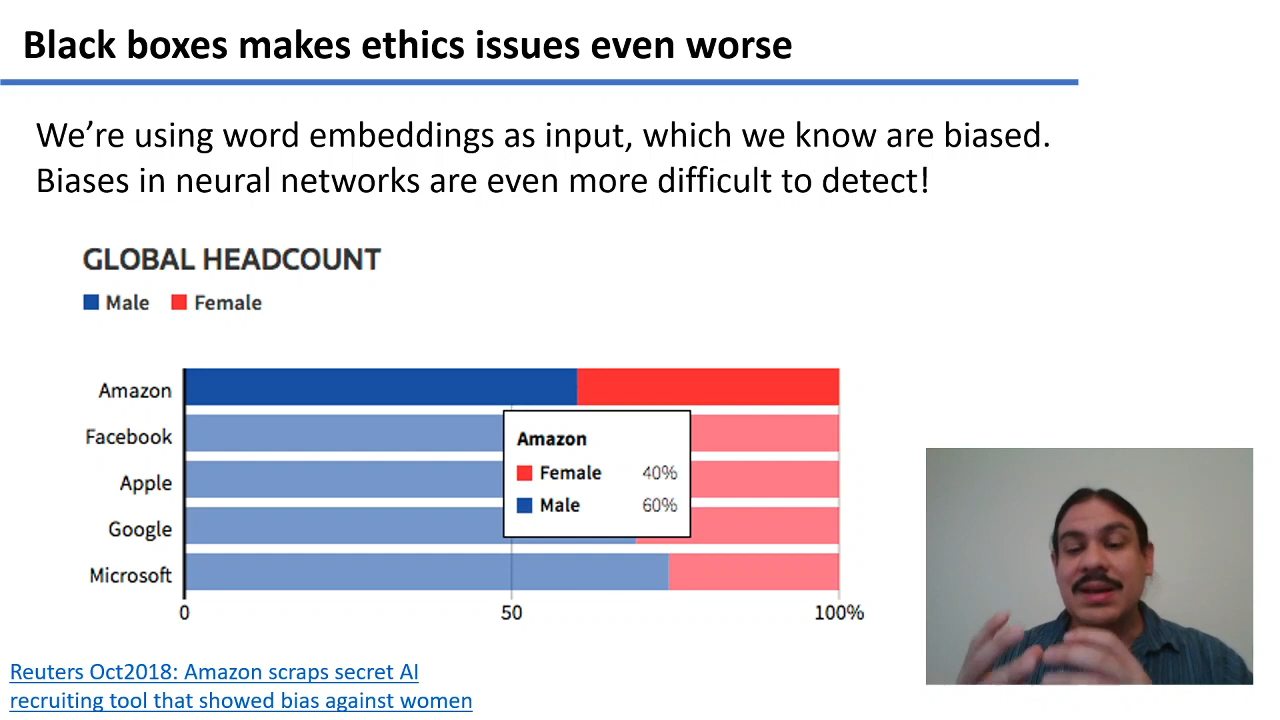 Black boxes makes ethics issues even worse
We’re using word embeddings as input, which we know are biased.
Biases in neural networks are even more difficult to detect!
GLOBAL HEADCOUNT
Male Female
Amazon
Facebook
Amazon
Female 40%
Apple
Male 60%
Google
Microsoft
0 50 100%
Reuters Oct2018: Amazon scraps secret AI
recruiting tool that showed bias against women